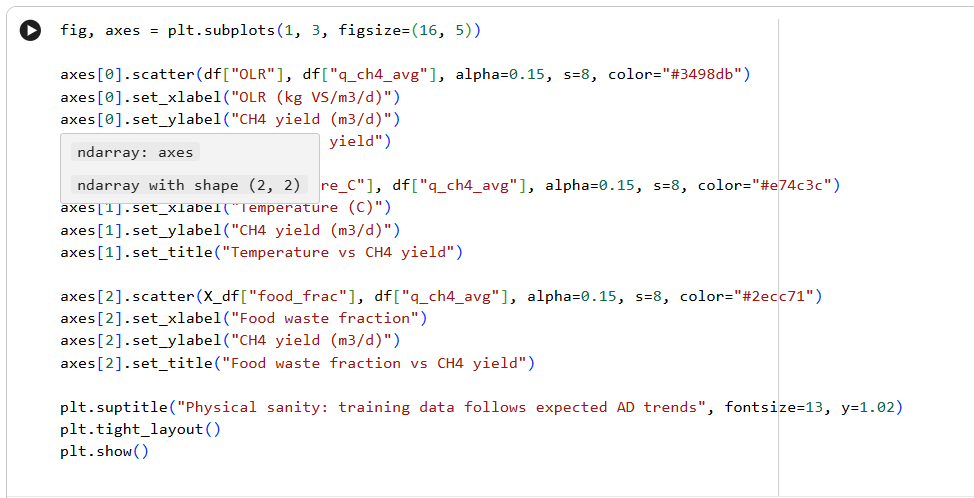 fig, axes = plt.subplots(1, 3, figsize=(16, 5))
axes[0].scatter(df["OLR"], df["q_ch4_avg"], alpha=0.15, s=8, color="#3498db")
axes[0].set_xlabel("OLR (kg VS/m3/d)")
axes[0].set_ylabel("CH4 yield (m3/d)")
yield")
ndarray: axes
ndarray with shape (2, 2)
re_C"], df["q_ch4_avg"], alpha=0.15, s=8, color="#e74c3c")
axes[1].set_xlabel("Temperature (C)")
axes[1].set_ylabel("CH4 yield (m3/d)")
axes[1].set_title("Temperature vs CH4 yield")
axes[2].scatter(X_df["food_frac"], df["q_ch4_avg"], alpha=0.15, s=8, color="#2ecc71")
axes[2].set_xlabel("Food waste fraction")
axes[2].set_ylabel("CH4 yield (m3/d)")
axes[2].set_title("Food waste fraction vs CH4 yield")
plt.suptitle("Physical sanity: training data follows expected AD trends", fontsize=13, y=1.02)
plt.tight_layout()
plt.show()